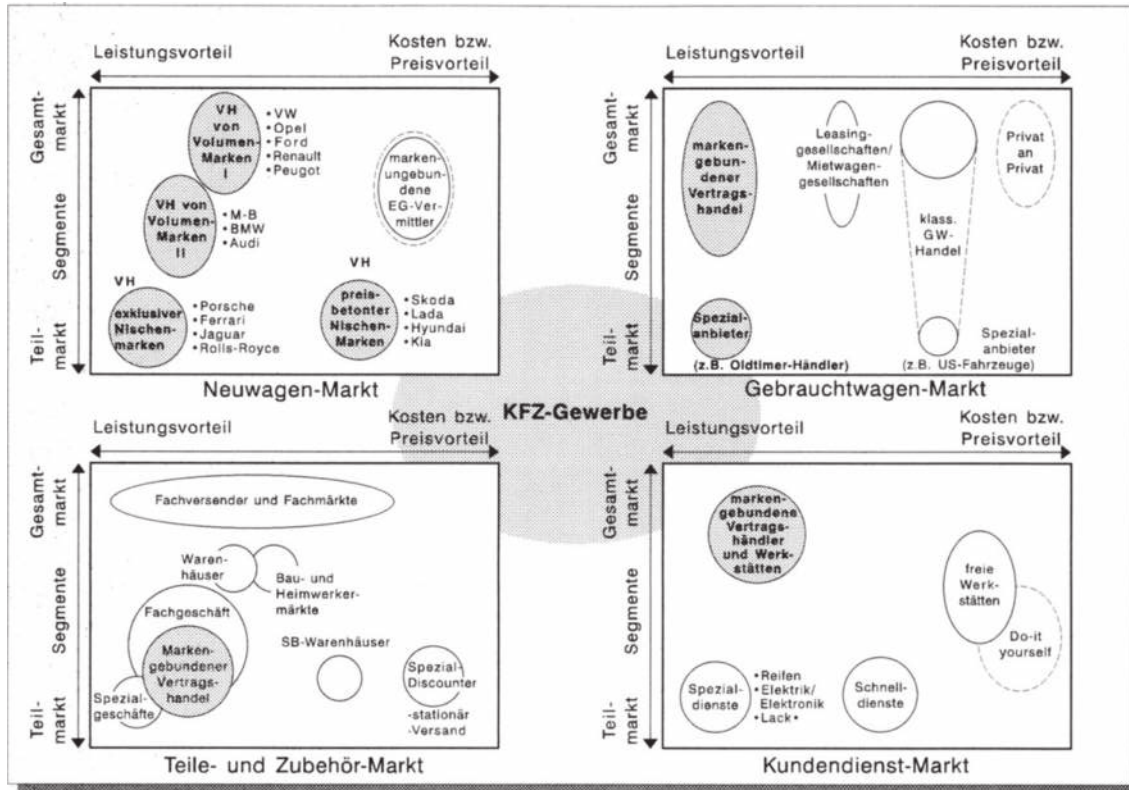 Leistungsvorteil
Kosten bzw.
Preisvorteil
Gesamt-
markt
Segmente
Teil-
markt
VH
von
Volumen-
Marken
I
• VW
• Opel
• Ford
• Renault
• Peugot
VH von
Volumen-
Marken
II
• M-B
• BMW
• Audi
marken-
ungebun-
dene
EG-Ver-
mittler
VH
exklusiver
Nischen-
marken
• Porsche
• Ferrari
• Jaguar
• Rolls-Royce
VH
preis-
betonter
Nischen-
Marken
• Skoda
• Lada
• Hyundai
• Kia
Neuwagen-Markt
Leistungsvorteil
Kosten bzw.
Preisvorteil
Gesamt-
markt
Segmente
Teil-
markt
marken-
gebun-
dener
Vertrags-
handel
Leasing-
gesellschaften/
Mietwagen-
gesellschaften
klass.
GW-
Handel
Privat
an
Privat
Spezial-
anbieter
(z.B. Oldtimer-Händler)
Spezial-
anbieter
(z.B. US-Fahrzeuge)
Gebrauchtwagen-Markt
KFZ-Gewerbe
Leistungsvorteil
Kosten bzw.
Preisvorteil
Gesamt-
markt
Segmente
Teil-
markt
Fachversender und Fachmärkte
Waren-
häuser
Bau- und
Heimwerker-
märkte
Fachgeschäft
Marken-
gebundener
Vertrags-
handel
Spezial-
geschäfte
SB-Warenhäuser
Spezial-
Discounter
-stationär
-Versand
Teile- und Zubehör-Markt
Leistungsvorteil
Kosten bzw.
Preisvorteil
Gesamt-
markt
Segmente
Teil-
markt
marken-
gebundene
Vertrags-
händler
und Werk-
stätten
freie
Werk-
stätten
Do-it
yourself
Spezial-
dienste
• Reifen
• Elektrik/
Elektronik
• Lack •
Schnell-
dienste
Kundendienst-Markt